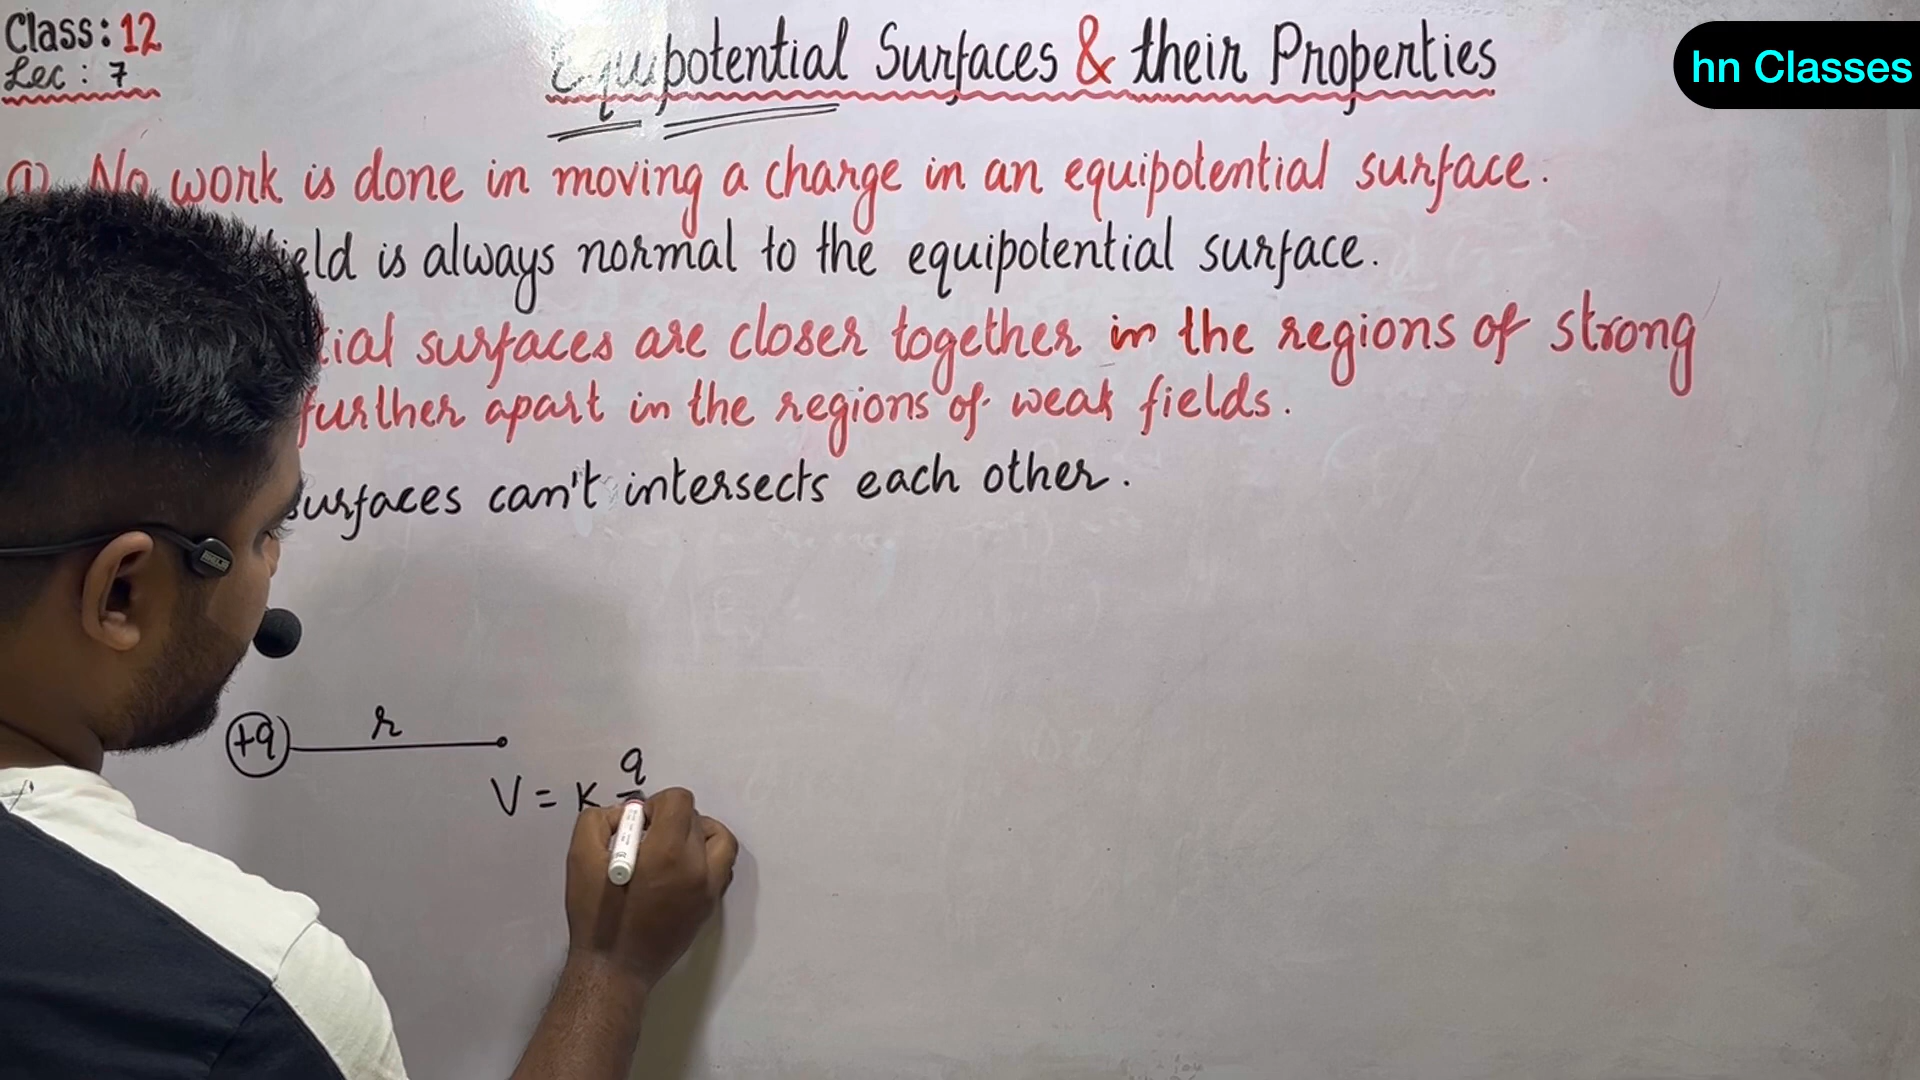 Class: 12
Lec : 7
Equipotential Surfaces & their Properties
hn Classes
No work is done in moving a charge in an equipotential surface.
is always normal to the equipotential surface.
surfaces are closer together in the regions of strong
further apart in the regions of weak fields.
surfaces can't intersects each other.
+q r
V = K q